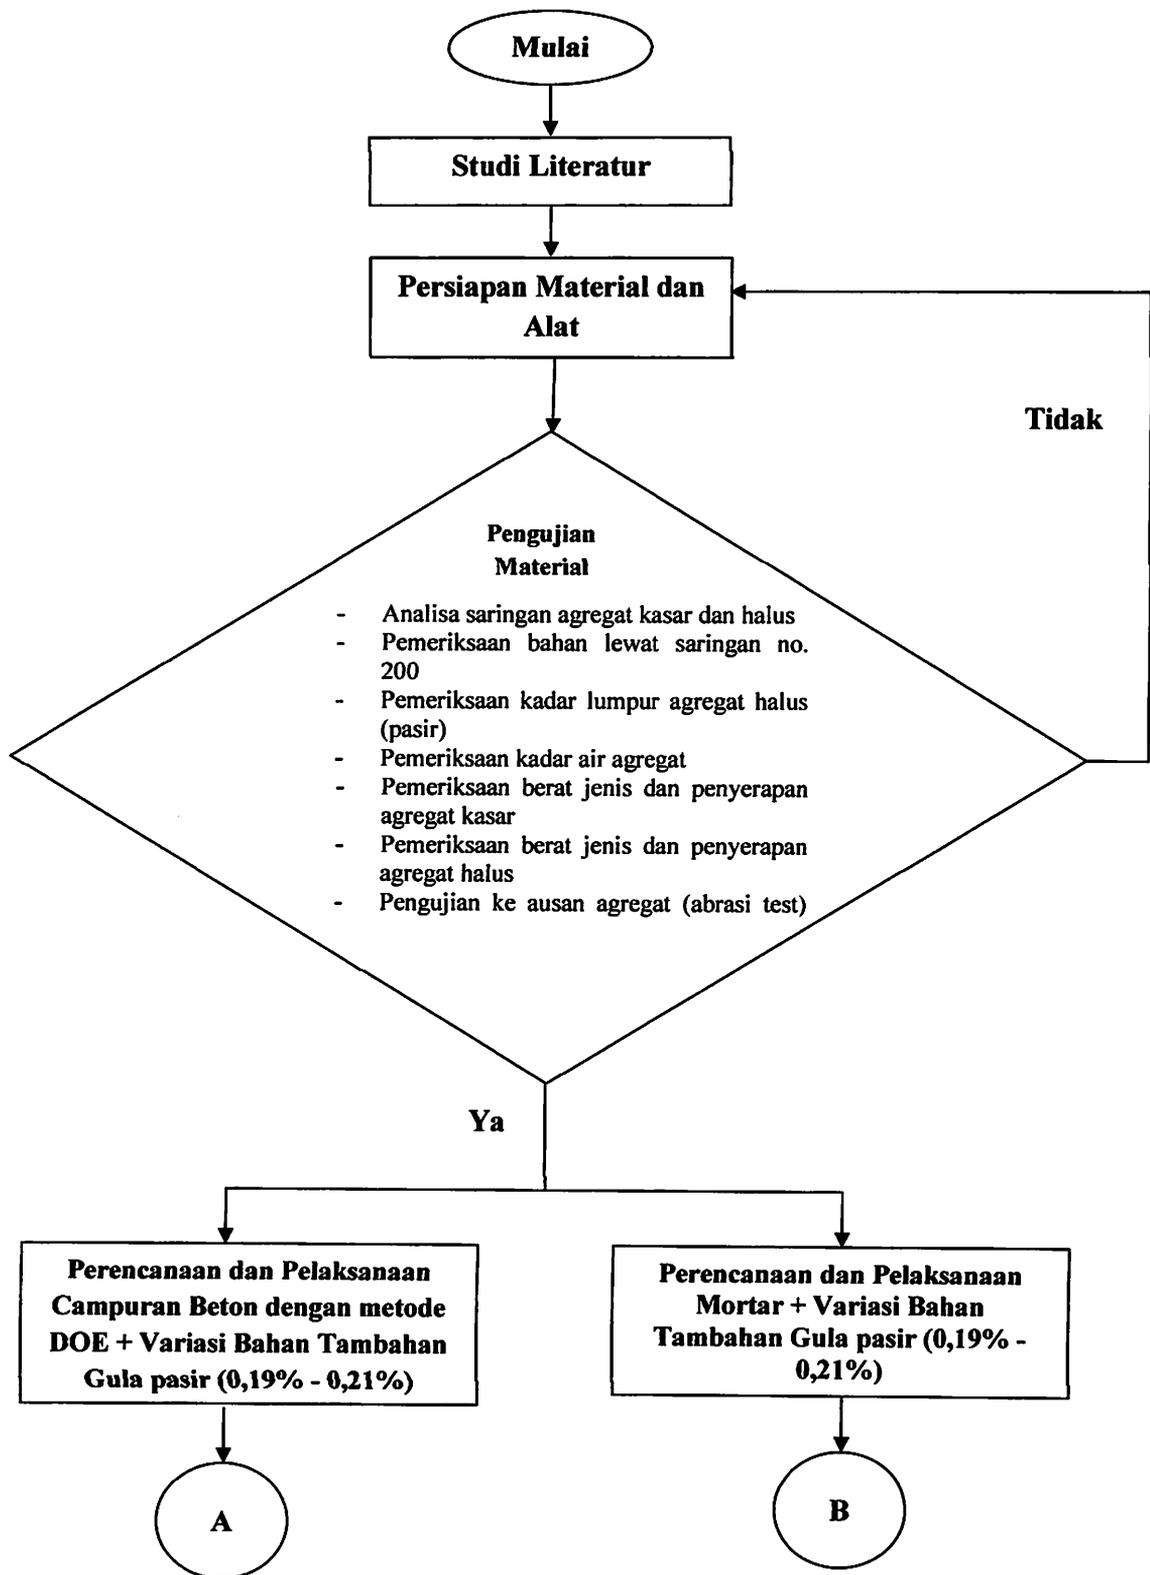 Mulai
Studi Literatur
Persiapan Material dan
Alat
Tidak
Pengujian
Material
- Analisa saringan agregat kasar dan halus
- Pemeriksaan bahan lewat saringan no.
200
- Pemeriksaan kadar lumpur agregat halus
(pasir)
- Pemeriksaan kadar air agregat
- Pemeriksaan berat jenis dan penyerapan
agregat kasar
- Pemeriksaan berat jenis dan penyerapan
agregat halus
- Pengujian ke ausan agregat (abrasi test)
Ya
Perencanaan dan Pelaksanaan
Campuran Beton dengan metode
DOE + Variasi Bahan Tambahan
Gula pasir (0,19% - 0,21%)
Perencanaan dan Pelaksanaan
Mortar + Variasi Bahan
Tambahan Gula pasir (0,19% -
0,21%)
A
B